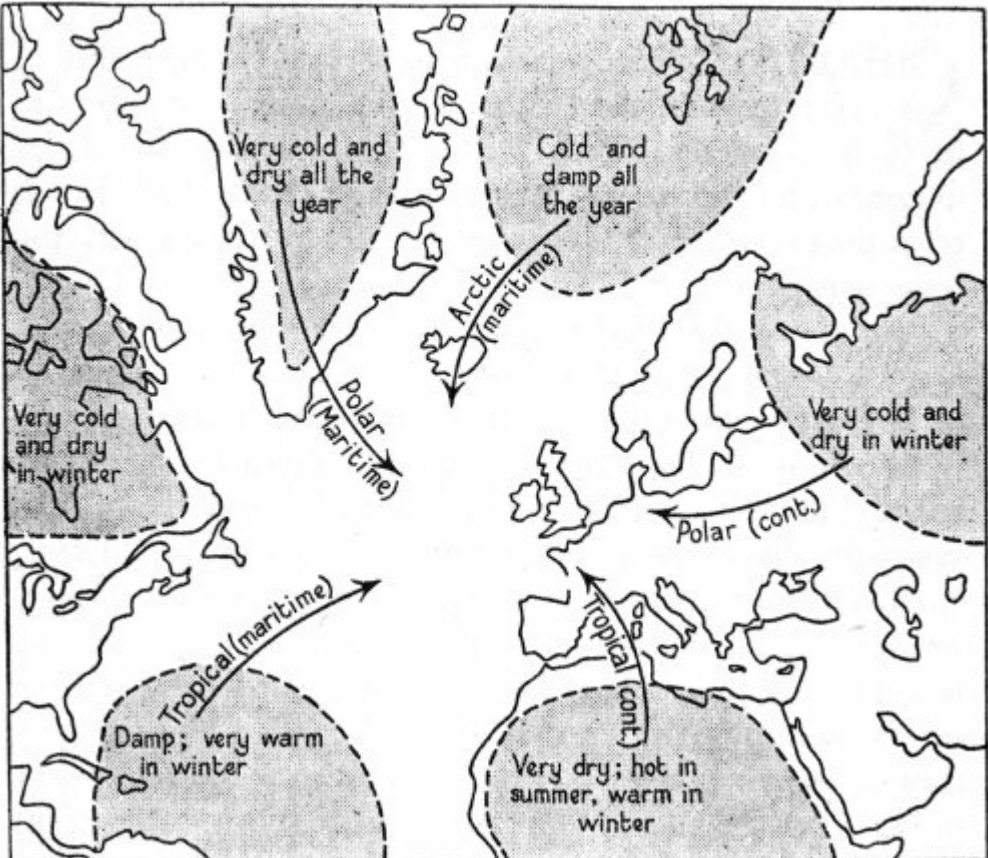 Very cold and
dry all the
year
Cold and
damp all
the year
Arctic
(maritime)
Polar
(Maritime)
Very cold
and dry
in winter
Very cold and
dry in winter
Polar (cont.)
Tropical (maritime)
Tropical (cont.)
Damp; very warm
in winter
Very dry; hot in
summer, warm in
winter